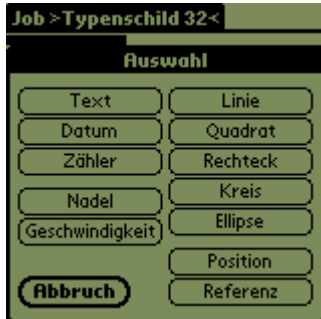 Job >Typenschild 32<
Auswahl
Text
Linie
Datum
Quadrat
Zähler
Rechteck
Nadel
Kreis
Geschwindigkeit
Ellipse
Position
Abbruch
Referenz